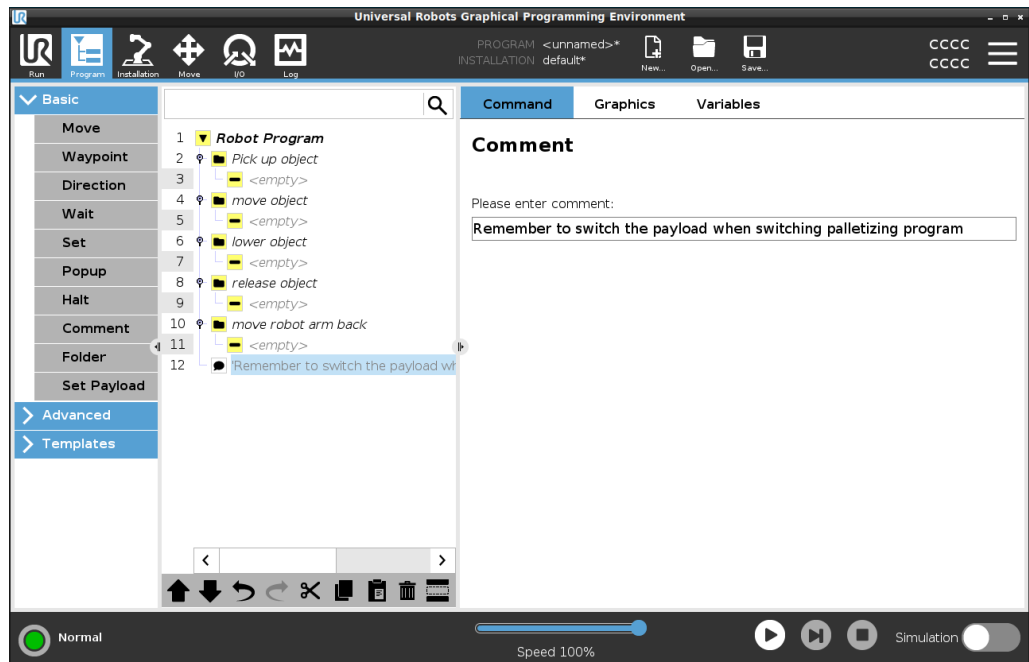 UR
Universal Robots Graphical Programming Environment
UR
Run
Program
Installation
Move
I/O
Log
PROGRAM <unnamed>*
INSTALLATION default*
New...
Open...
Save...
CCCC
CCCC
Basic
Move
Waypoint
Direction
Wait
Set
Popup
Halt
Comment
Folder
Set Payload
Advanced
Templates
1 Robot Program
2 Pick up object
3 <empty>
4 move object
5 <empty>
6 lower object
7 <empty>
8 release object
9 <empty>
10 move robot arm back
11 <empty>
12 'Remember to switch the payload wh
Command Graphics Variables
Comment
Please enter comment:
Remember to switch the payload when switching palletizing program
Normal
Speed 100%
Simulation